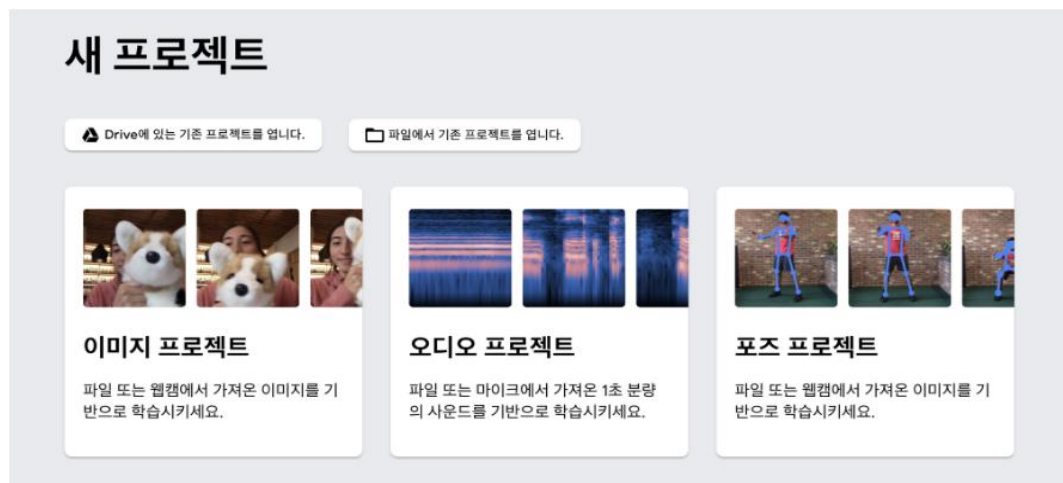 새 프로젝트
Drive에 있는 기존 프로젝트를 엽니다.
파일에서 기존 프로젝트를 엽니다.
이미지 프로젝트
파일 또는 웹캠에서 가져온 이미지를 기
반으로 학습시키세요.
오디오 프로젝트
파일 또는 마이크에서 가져온 1초 분량
의 사운드를 기반으로 학습시키세요.
포즈 프로젝트
파일 또는 웹캠에서 가져온 이미지를 기
반으로 학습시키세요.